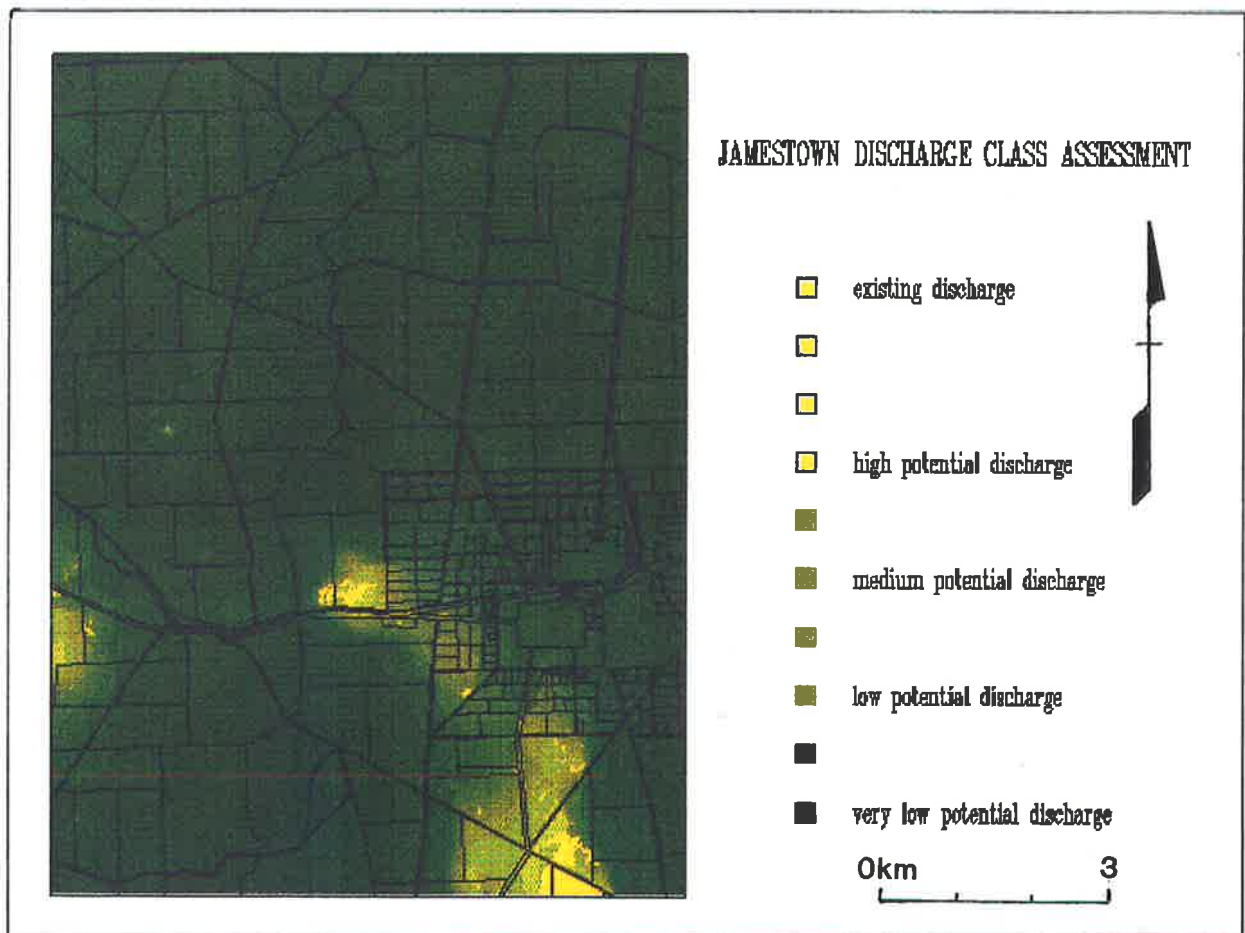 JAMESTOWN DISCHARGE CLASS ASSESSMENT
existing discharge
high potential discharge
medium potential discharge
low potential discharge
very low potential discharge
0km 3